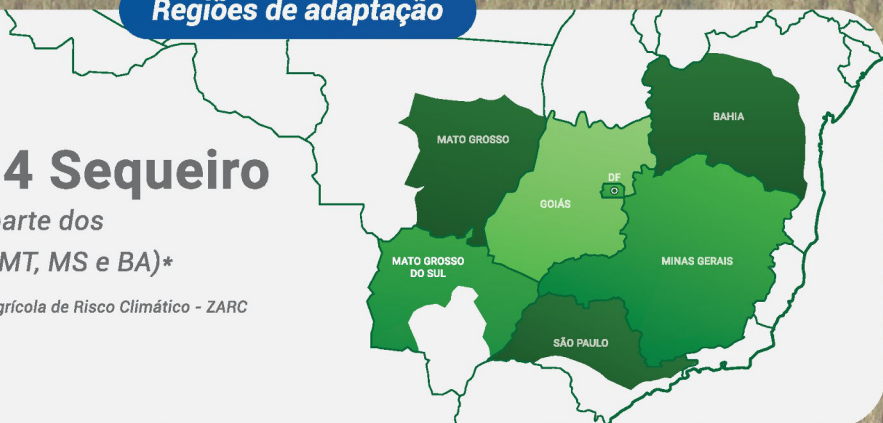 Regiões de adaptação
4 Sequeiro
parte dos
MT, MS e BA)*
grícola de Risco Climático - ZARC
MATO GROSSO
BAHIA
DF
GOIÁS
MATO GROSSO
DO SUL
MINAS GERAIS
SÃO PAULO